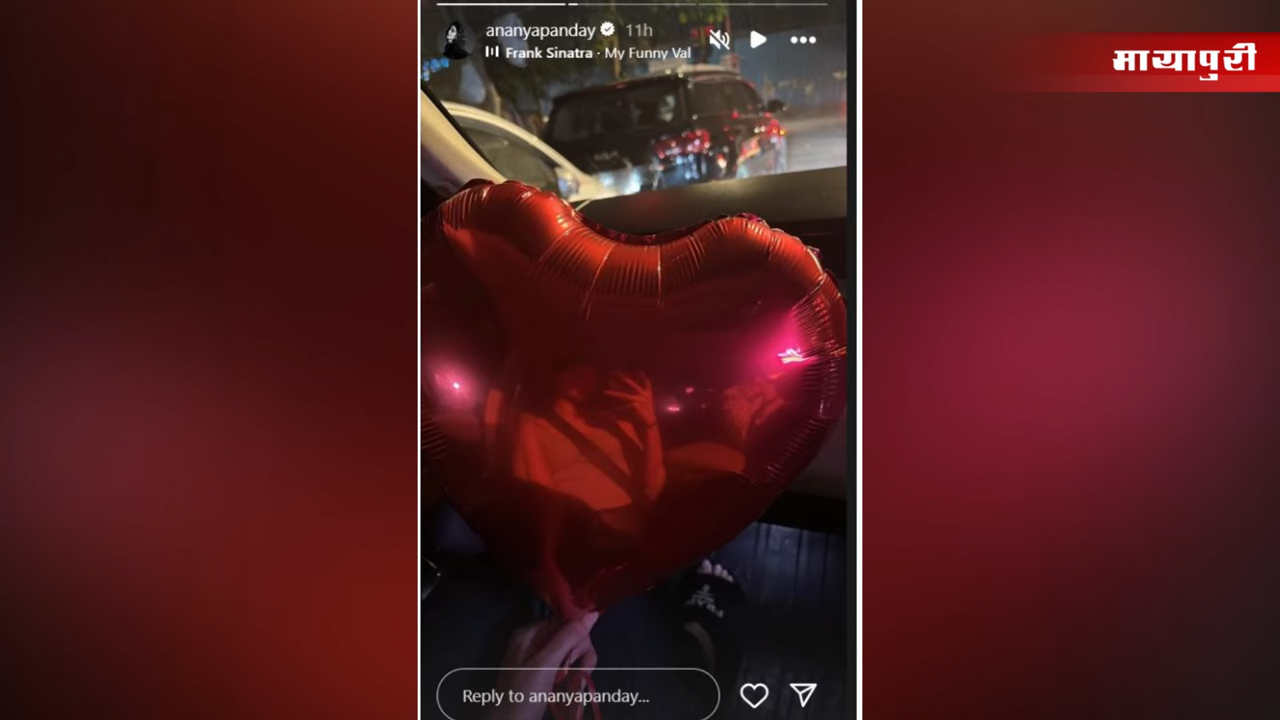 ananyapanday 11h
Frank Sinatra · My Funny Val
मायापुरी
Reply to ananyapanday...